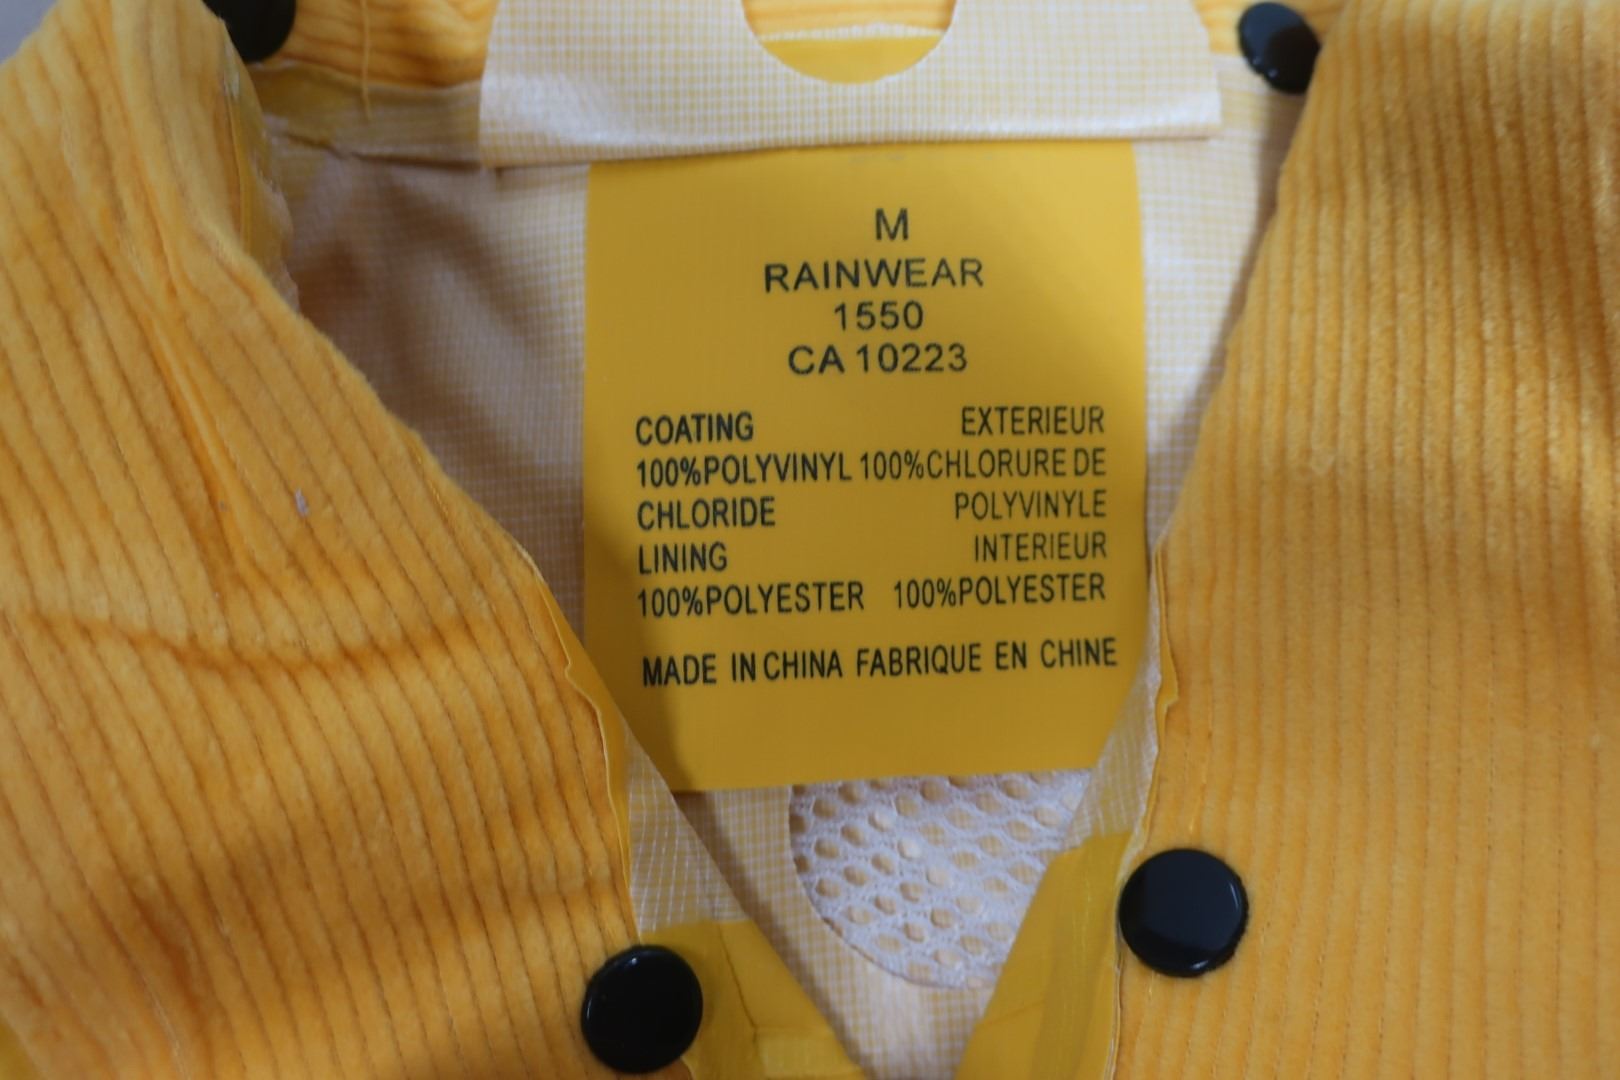 M
RAINWEAR
1550
CA 10223
COATING EXTERIEUR
100%POLYVINYL 100%CHLORURE DE
CHLORIDE POLYVINYLE
LINING INTERIEUR
100%POLYESTER 100%POLYESTER
MADE IN CHINA FABRIQUE EN CHINE